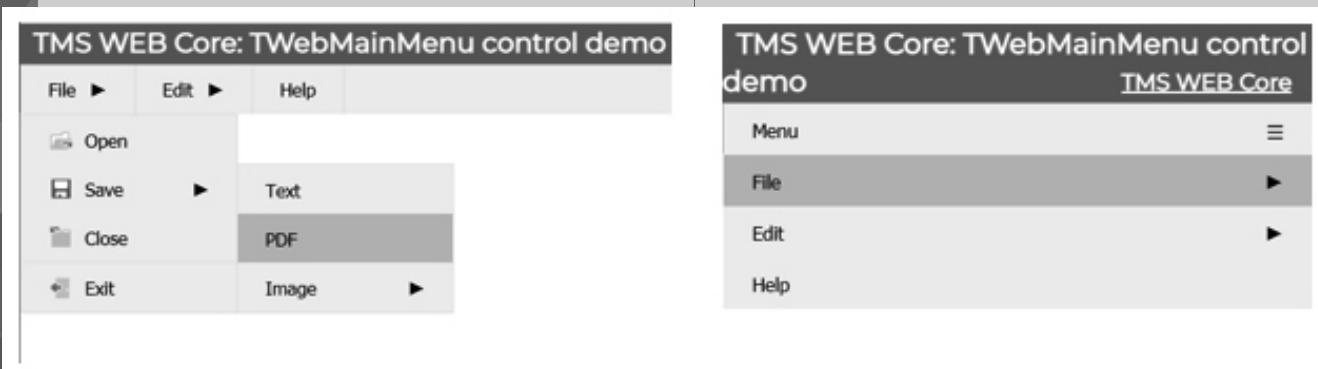 TMS WEB Core: TWebMainMenu control demo
File ▶ Edit ▶ Help
Open
Save ▶
Close
Exit
Text
PDF
Image ▶
TMS WEB Core: TWebMainMenu control
demo TMS WEB Core
Menu ☰
File ▶
Edit ▶
Help